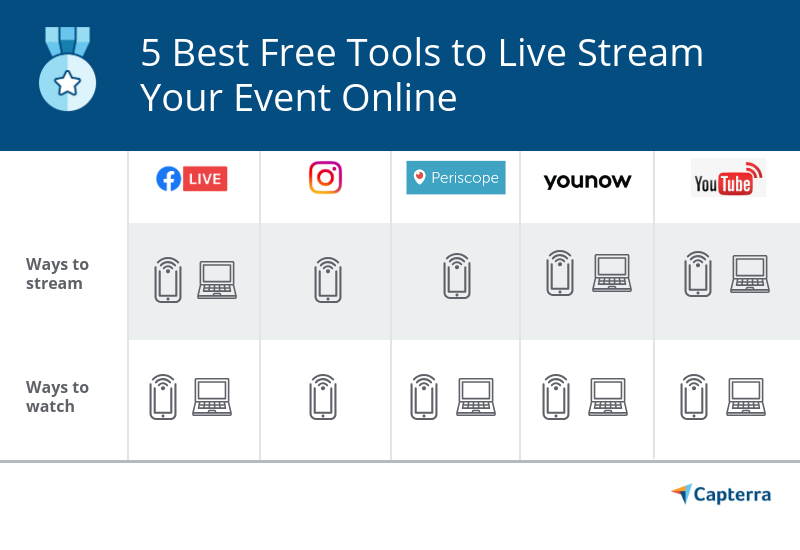 5 Best Free Tools to Live Stream
Your Event Online
f LIVE
Periscope
younow
YouTube
Ways to
stream
Ways to
watch
Capterra